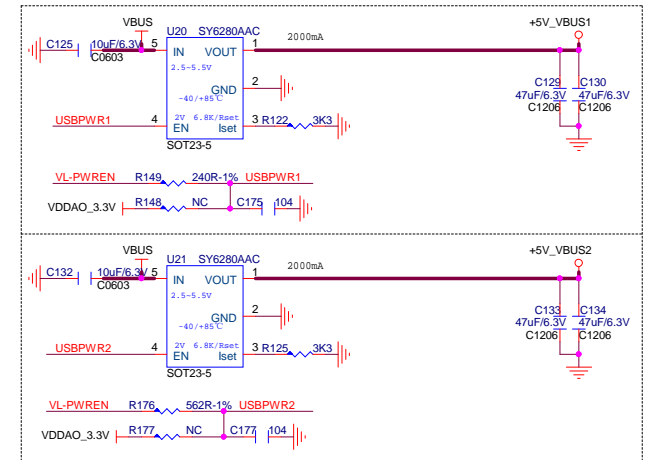 VBUS
U20 SY6280AAC
+5V_VBUS1
C125 10uF/6.3V 5 IN VOUT 1 2000mA
C0603
2.5~5.5V
GND 2
-40/+85℃
C129 C130
47uF/6.3V 47uF/6.3V
C1206 C1206
USBPWR1 4 EN 2V 6.8K/Rset Iset 3 R122 3K3
SOT23-5
VL-PWREN R149 240R-1% USBPWR1
VDDAO_3.3V R148 NC C175 104
VBUS
U21 SY6280AAC
+5V_VBUS2
C132 10uF/6.3V 5 IN VOUT 1 2000mA
C0603
2.5~5.5V
GND 2
-40/+85℃
C133 C134
47uF/6.3V 47uF/6.3V
C1206 C1206
USBPWR2 4 EN 2V 6.8K/Rset Iset 3 R125 3K3
SOT23-5
VL-PWREN R176 562R-1% USBPWR2
VDDAO_3.3V R177 NC C177 104